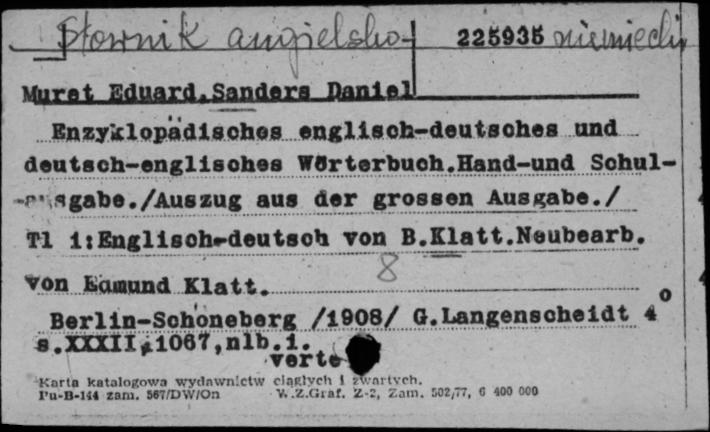 Słownik angielsko- 225935 niemiecki
Muret Eduard, Sanders Daniel
Enzyklopädisches englisch-deutsches und
deutsch-englisches Wörterbuch.Hand-und Schul-
ausgabe./Auszug aus der grossen Ausgabe./
Tl 1:Englisch-deutsch von B.Klatt.Neubearb.
von Edmund Klatt.
8
Berlin-Schöneberg /1908/ G.Langenscheidt 4°
s.XXXII,1067,nlb.1.
verte
Karta katalogowa wydawnictw ciągłych i zwartych.
Pu-B-144 zam. 567/DW/On W.Z.Graf. Z-2, Zam. 502/77, 6 400 000